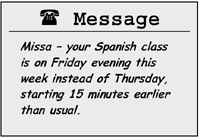 Message
Missa – your Spanish class
is on Friday evening this
week instead of Thursday,
starting 15 minutes earlier
than usual.